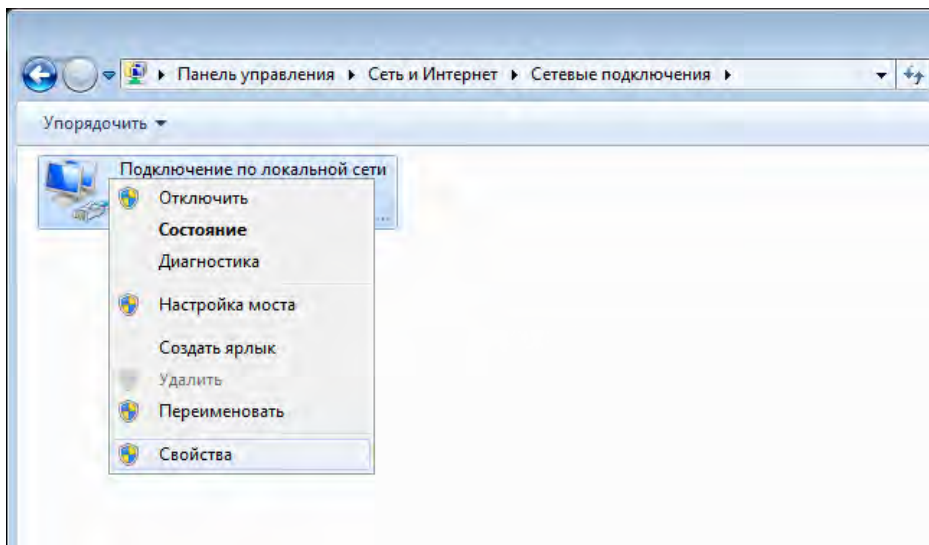 Панель управления ▸ Сеть и Интернет ▸ Сетевые подключения ▸
Упорядочить
Подключение по локальной сети
Отключить
...
Состояние
Диагностика
Настройка моста
Создать ярлык
Удалить
Переименовать
Свойства